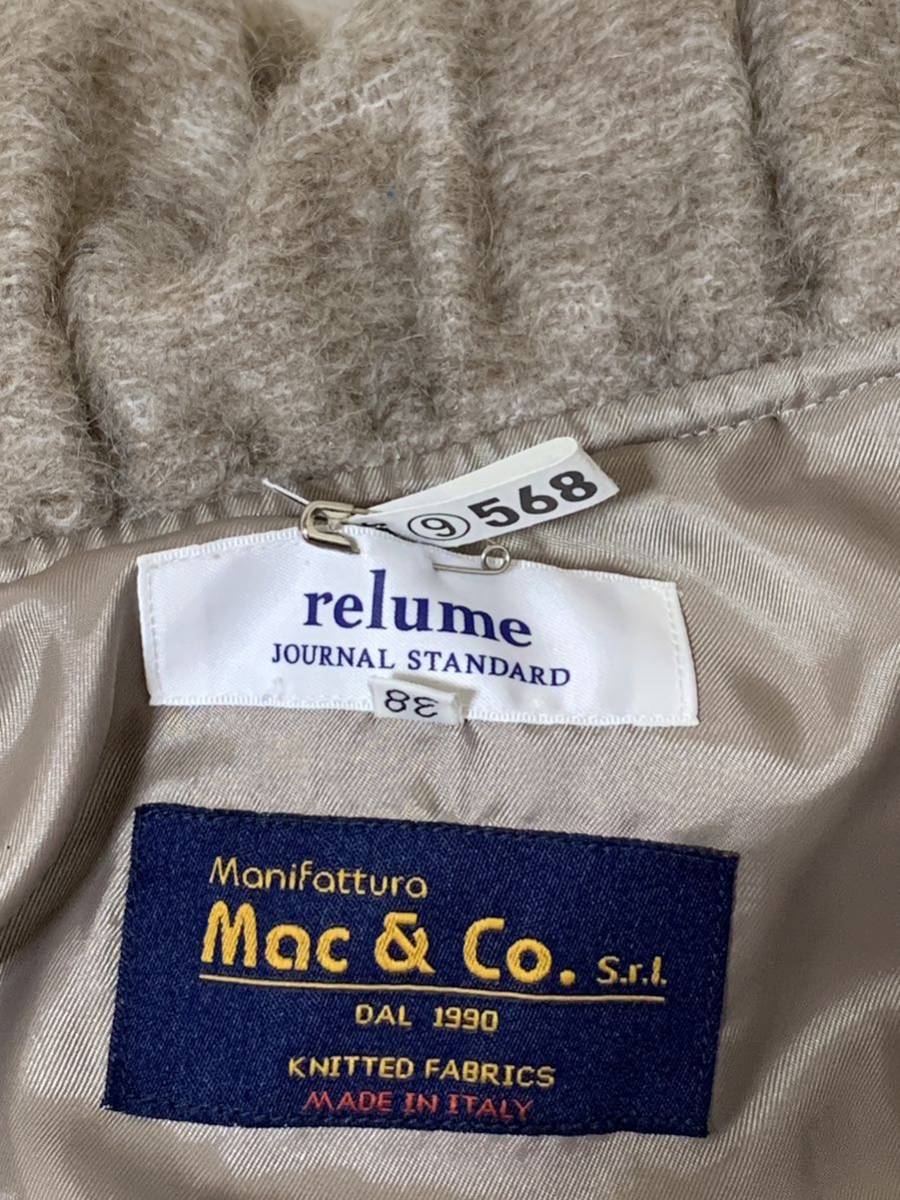 ⑨568
relume
JOURNAL STANDARD
38
Manifattura
Mac & Co. S.r.l.
DAL 1990
KNITTED FABRICS
MADE IN ITALY